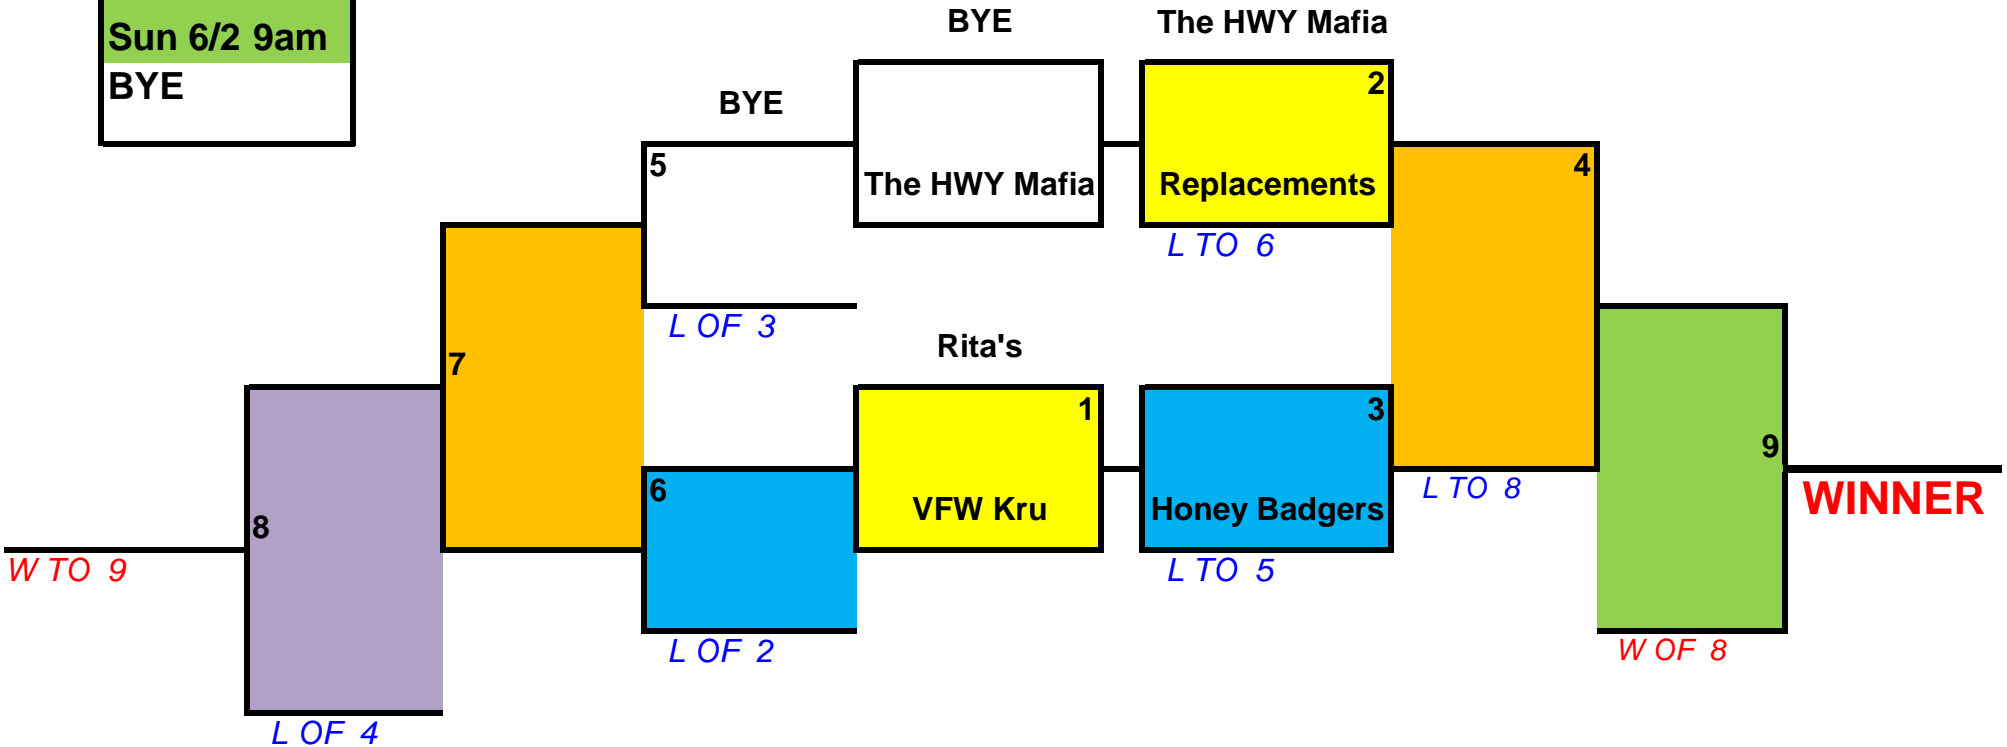 BYE
The HWY Mafia
Sun 6/2 9am
BYE
2
BYE
5
4
The HWY Mafia
Replacements
L TO 6
L OF 3
Rita's
7
1
3
9
6
L TO 8
WINNER
VFW Kru
Honey Badgers
8
W TO 9
L TO 5
L OF 2
W OF 8
L OF 4